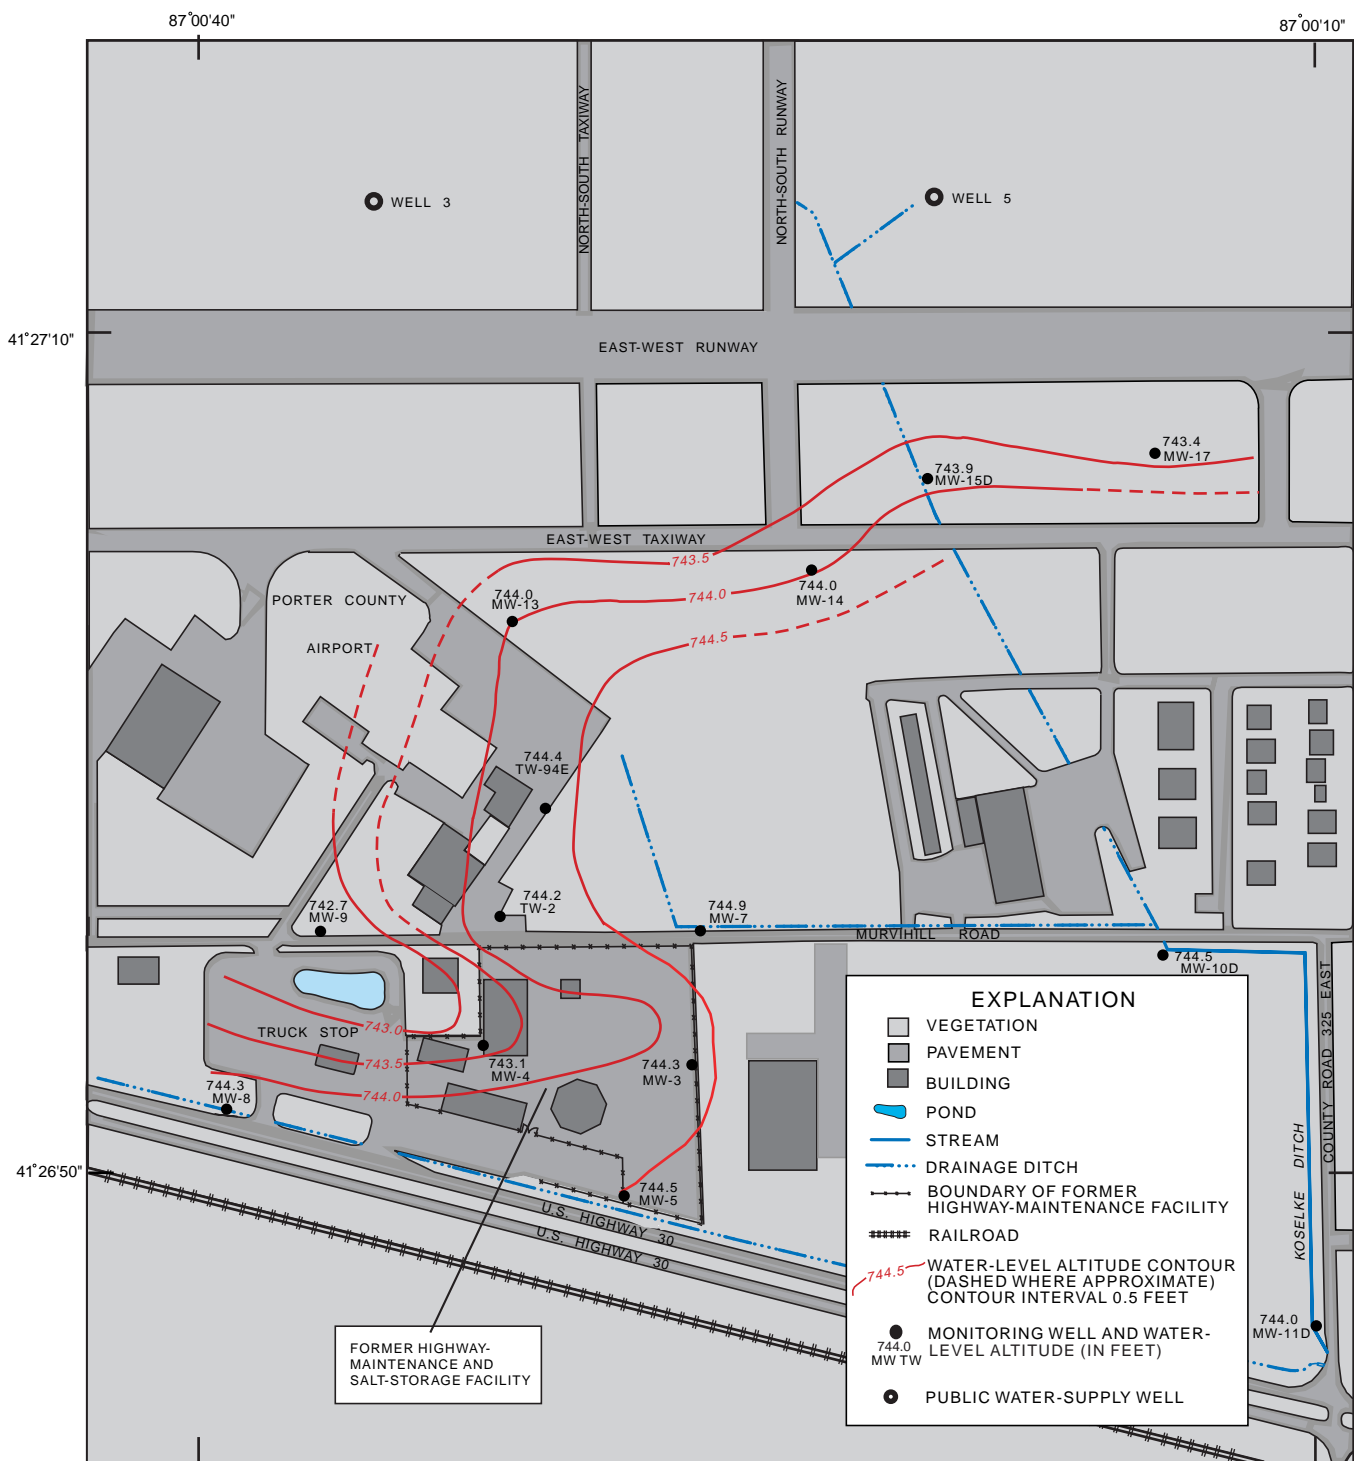 87°00'40"
87°00'10"
NORTH-SOUTH TAXIWAY
NORTH-SOUTH RUNWAY
WELL 3
WELL 5
41°27'10"
EAST-WEST RUNWAY
743.4
MW-17
743.9
MW-15D
EAST-WEST TAXIWAY
743.5
744.0
MW-14
744.0
MW-13
744.0
744.5
PORTER COUNTY
AIRPORT
744.4
TW-94E
744.2
TW-2
742.7
MW-9
744.9
MW-7
MURVIHILL ROAD
744.5
MW-10D
TRUCK STOP
743.0
743.5
744.0
743.1
MW-4
744.3
MW-3
744.3
MW-8
744.5
MW-5
41°26'50"
U.S. HIGHWAY 30
U.S. HIGHWAY 30
KOSELKE DITCH
COUNTY ROAD 325 EAST
744.0
MW-11D
FORMER HIGHWAY-
MAINTENANCE AND
SALT-STORAGE FACILITY
EXPLANATION
VEGETATION
PAVEMENT
BUILDING
POND
STREAM
DRAINAGE DITCH
BOUNDARY OF FORMER
HIGHWAY-MAINTENANCE FACILITY
RAILROAD
744.5
WATER-LEVEL ALTITUDE CONTOUR
(DASHED WHERE APPROXIMATE)
CONTOUR INTERVAL 0.5 FEET
744.0
MW TW
MONITORING WELL AND WATER-
LEVEL ALTITUDE (IN FEET)
PUBLIC WATER-SUPPLY WELL